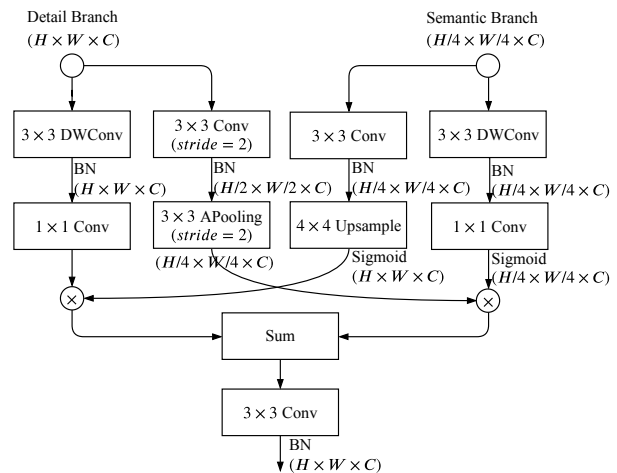 Detail Branch
(H × W × C)
Semantic Branch
(H/4 × W/4 × C)
3 × 3 DWConv
3 × 3 Conv
(stride = 2)
3 × 3 Conv
3 × 3 DWConv
BN
(H × W × C)
BN
(H/2 × W/2 × C)
BN
(H/4 × W/4 × C)
BN
(H/4 × W/4 × C)
1 × 1 Conv
3 × 3 APooling
(stride = 2)
4 × 4 Upsample
1 × 1 Conv
(H/4 × W/4 × C)
Sigmoid
(H × W × C)
Sigmoid
(H/4 × W/4 × C)
×
×
Sum
3 × 3 Conv
BN
(H × W × C)